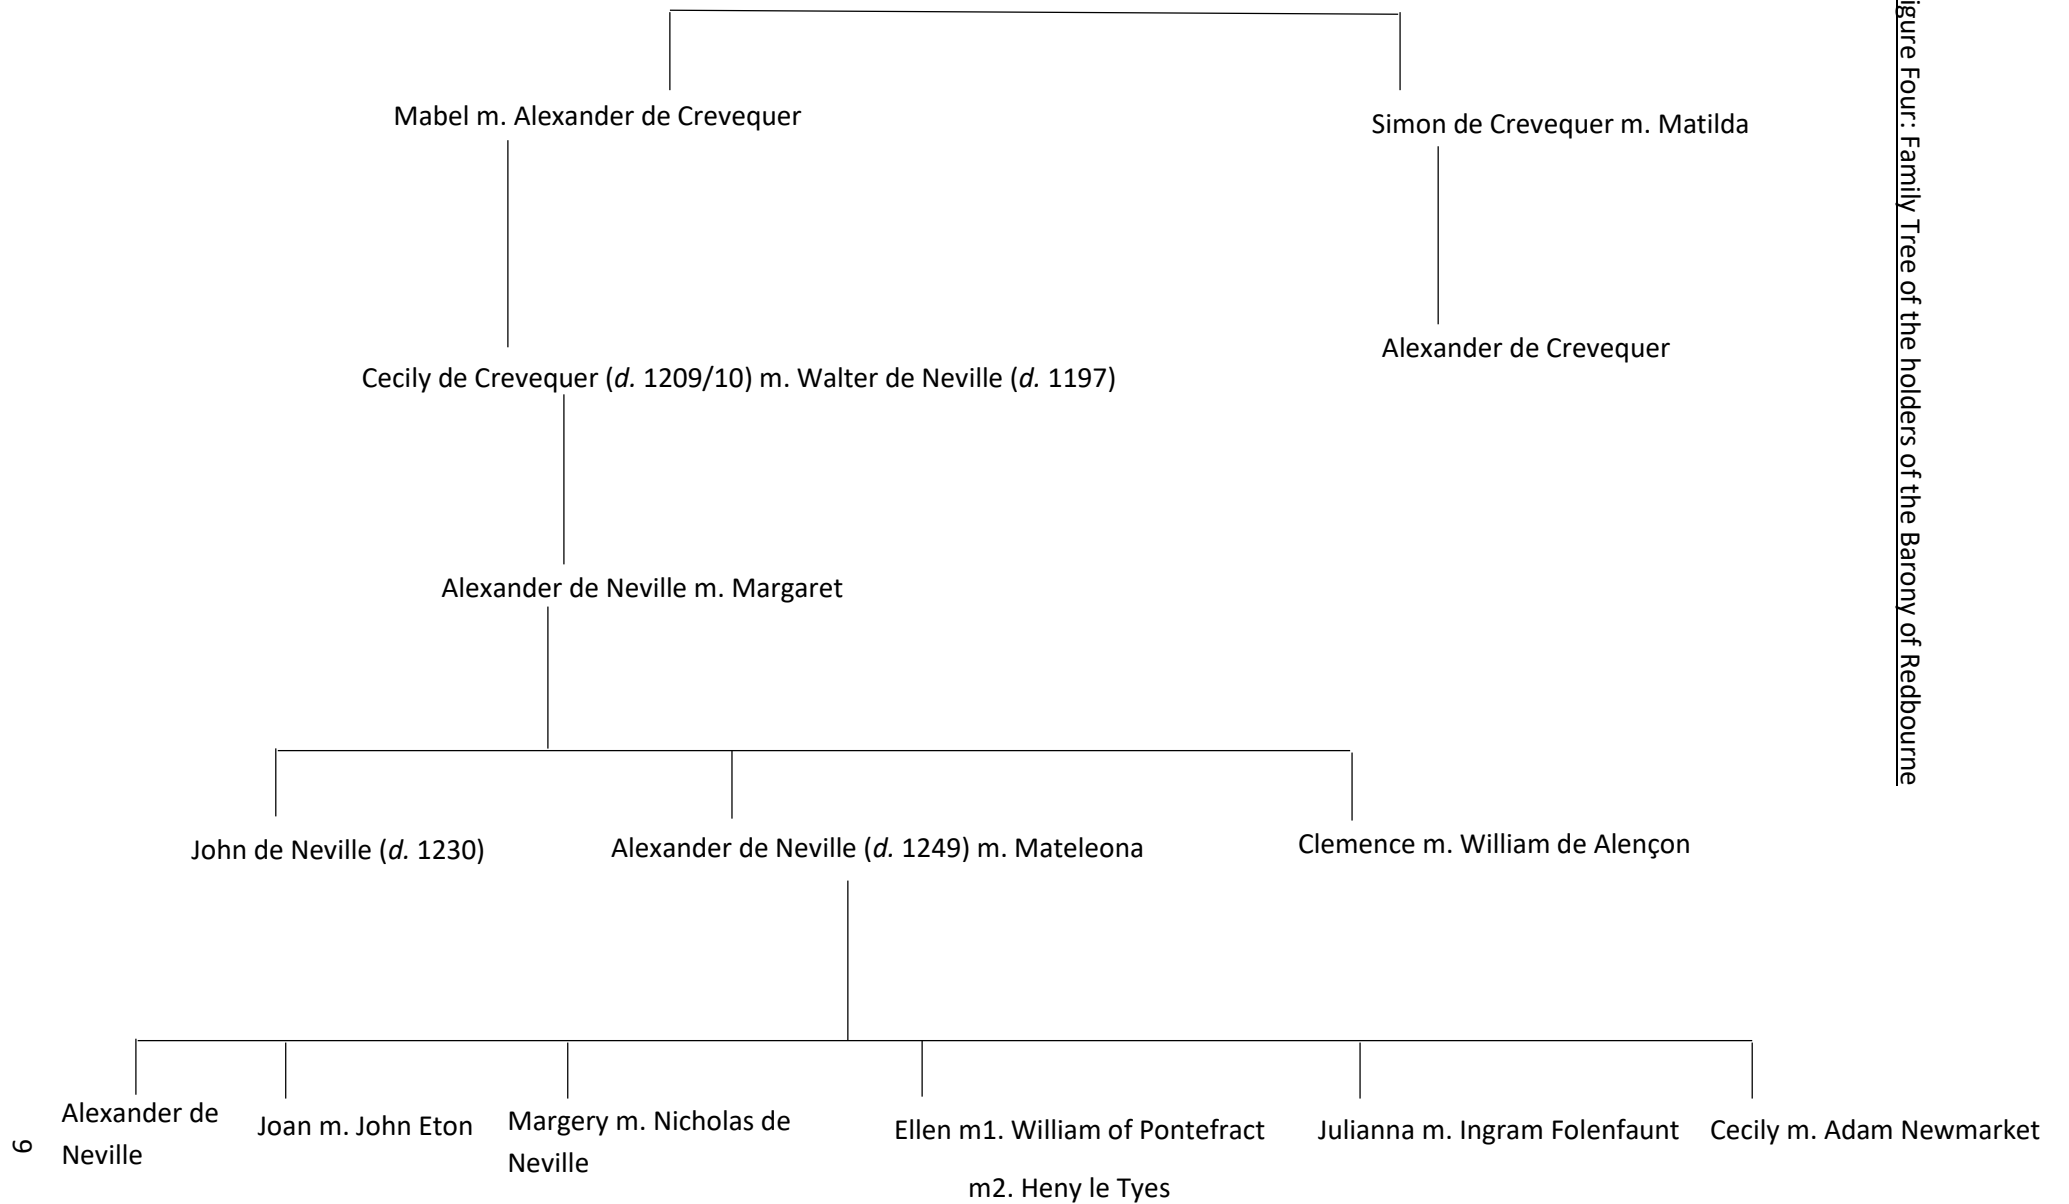 igure Four: Family Tree of the holders of the Barony of Redbourne
Mabel m. Alexander de Crevequer
Simon de Crevequer m. Matilda
Alexander de Crevequer
Cecily de Crevequer (d. 1209/10) m. Walter de Neville (d. 1197)
Alexander de Neville m. Margaret
John de Neville (d. 1230)
Alexander de Neville (d. 1249) m. Mateleona
Clemence m. William de Alençon
Alexander de
Neville
Joan m. John Eton
Margery m. Nicholas de
Neville
Ellen m1. William of Pontefract
m2. Heny le Tyes
Julianna m. Ingram Folenfaunt
Cecily m. Adam Newmarket
9